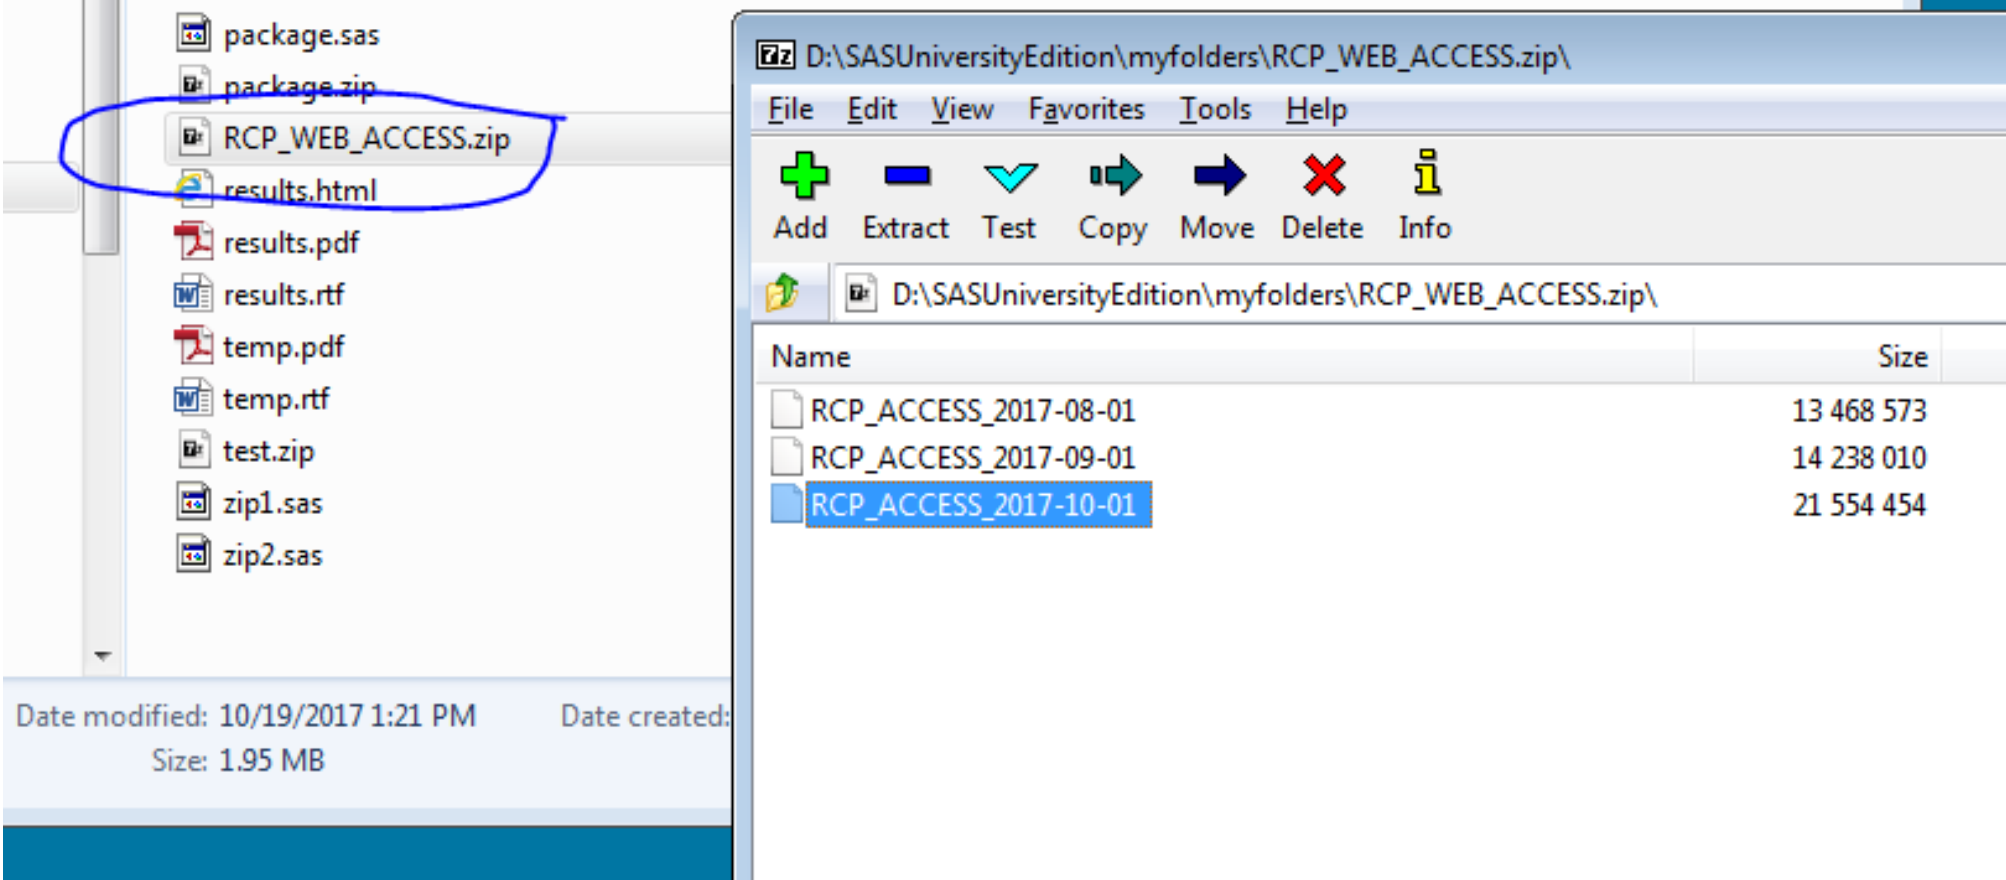 package.sas
package.zip
RCP_WEB_ACCESS.zip
results.html
results.pdf
results.rtf
temp.pdf
temp.rtf
test.zip
zip1.sas
zip2.sas
Date modified: 10/19/2017 1:21 PM Date created:
Size: 1.95 MB
D:\SASUniversityEdition\myfolders\RCP_WEB_ACCESS.zip\
File Edit View Favorites Tools Help
Add Extract Test Copy Move Delete Info
D:\SASUniversityEdition\myfolders\RCP_WEB_ACCESS.zip\
Name Size
RCP_ACCESS_2017-08-01 13 468 573
RCP_ACCESS_2017-09-01 14 238 010
RCP_ACCESS_2017-10-01 21 554 454